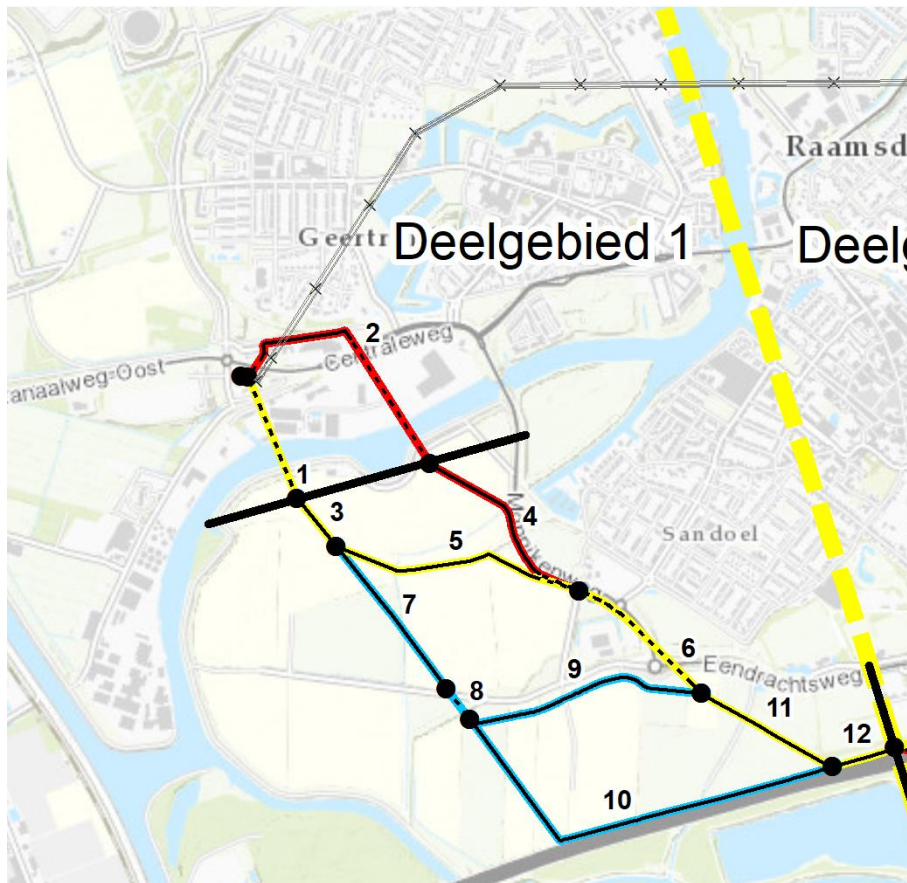 Raamsd
Geertr
Deelgebied 1
Deelg
2
Centraleweg
anaalweg-Oost
1
3
4
Sandoel
5
7
6
9
Eendrachtsweg
8
11
12
10